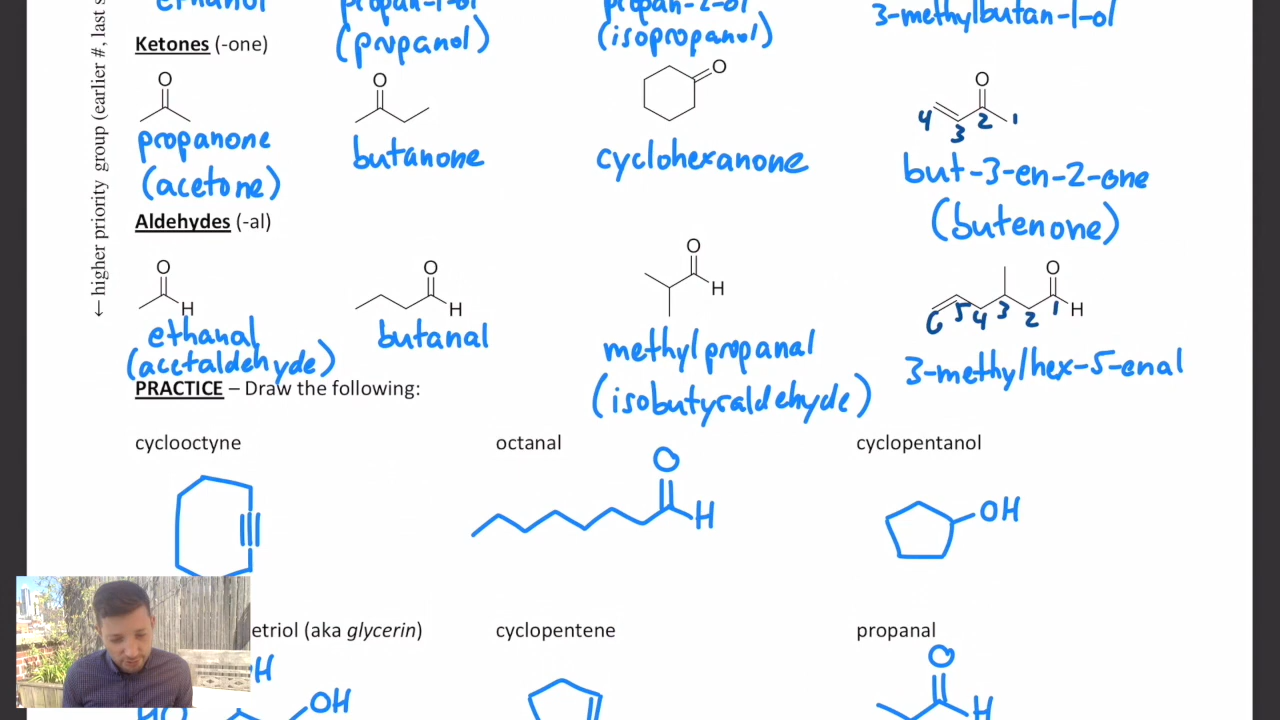 ethanol propan-1-ol propan-2-ol 3-methylbutan-1-ol
Ketones (-one) (propanol) (isopropanol)
← higher priority group (earlier #, last s
O O O O
4 3 2 1
propanone butanone cyclohexanone but-3-en-2-one
(acetone) (butenone)
Aldehydes (-al)
O O O O
H H H H
6 5 4 3 2 1
ethanal butanal methylpropanal 3-methylhex-5-enal
(acetaldehyde) (isobutyraldehyde)
PRACTICE – Draw the following:
cyclooctyne octanal cyclopentanol
O
H OH
etriol (aka glycerin) cyclopentene propanal
H O
HO OH H